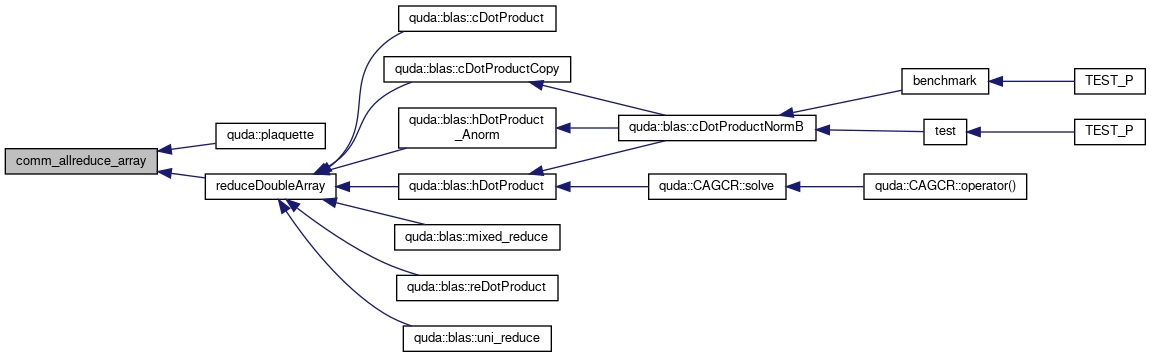 comm_allreduce_array
quda::plaquette
reduceDoubleArray
quda::blas::cDotProduct
quda::blas::cDotProductCopy
quda::blas::hDotProduct
_Anorm
quda::blas::hDotProduct
quda::blas::mixed_reduce
quda::blas::reDotProduct
quda::blas::uni_reduce
quda::blas::cDotProductNormB
quda::CAGCR::solve
benchmark
test
quda::CAGCR::operator()
TEST_P
TEST_P